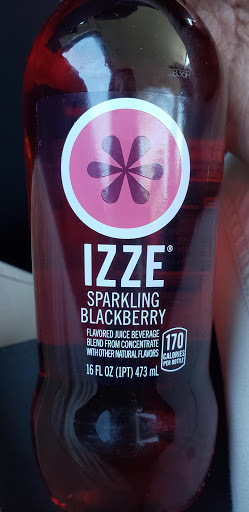 IZZE®
SPARKLING
BLACKBERRY
FLAVORED JUICE BEVERAGE
BLEND FROM CONCENTRATE
WITH OTHER NATURAL FLAVORS
170
CALORIES
PER BOTTLE
16 FL OZ (1PT) 473 mL